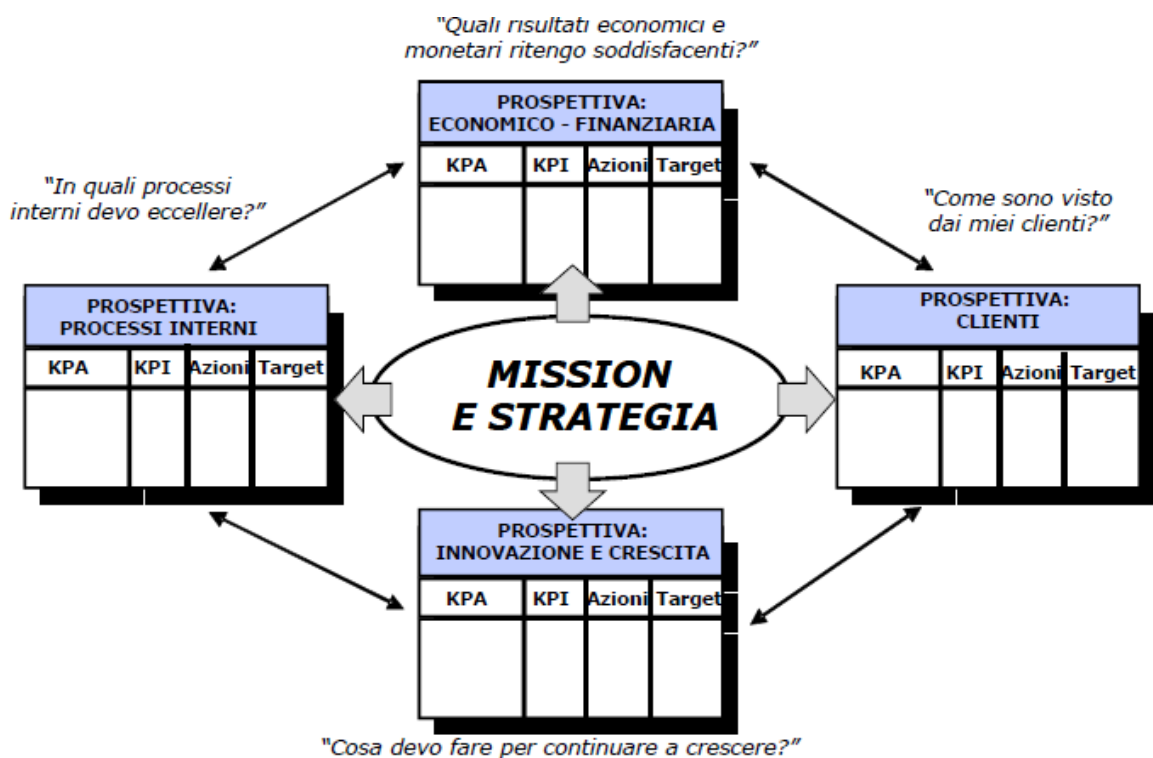 “Quali risultati economici e
monetari ritengo soddisfacenti?”
PROSPETTIVA:
ECONOMICO - FINANZIARIA
KPA KPI Azioni Target
“In quali processi
interni devo eccellere?”
“Come sono visto
dai miei clienti?”
PROSPETTIVA:
PROCESSI INTERNI
KPA KPI Azioni Target
MISSION
E STRATEGIA
PROSPETTIVA:
CLIENTI
KPA KPI Azioni Target
PROSPETTIVA:
INNOVAZIONE E CRESCITA
KPA KPI Azioni Target
“Cosa devo fare per continuare a crescere?”